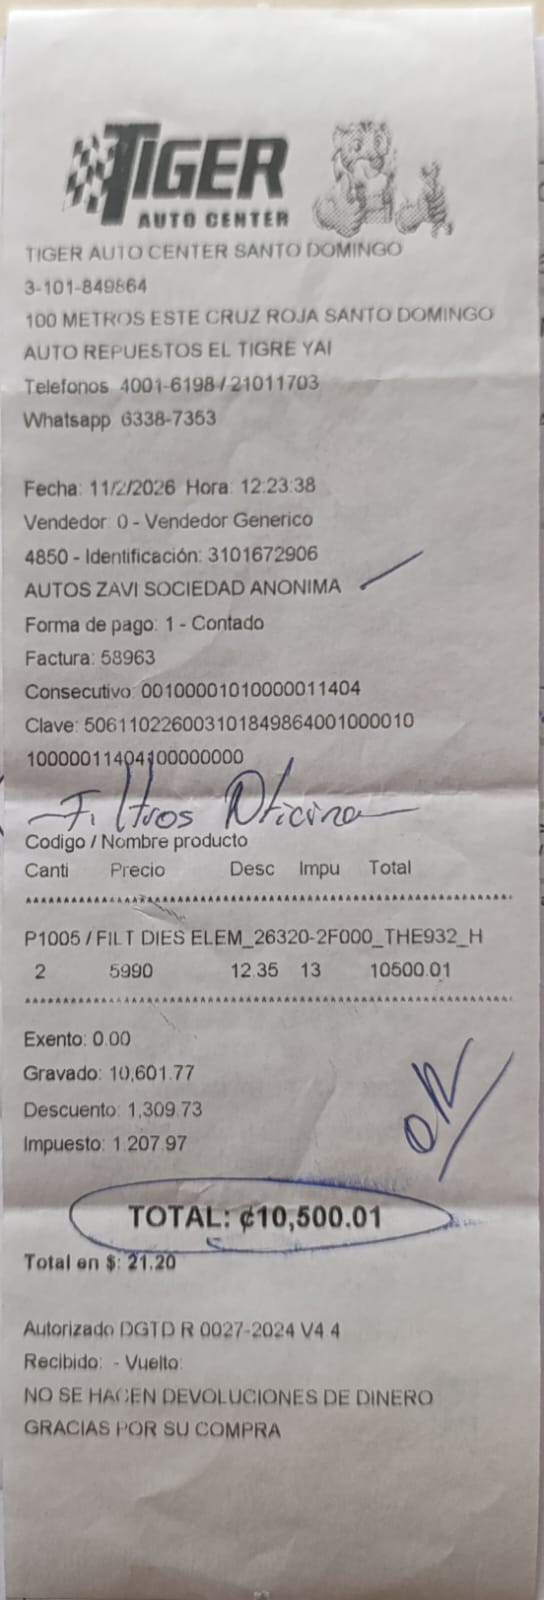 TIGER
AUTO CENTER
TIGER AUTO CENTER SANTO DOMINGO
3-101-849864
100 METROS ESTE CRUZ ROJA SANTO DOMINGO
AUTO REPUESTOS EL TIGRE YAI
Telefonos 4001-6198 / 21011703
Whatsapp 6338-7353
Fecha: 11/2/2026 Hora: 12:23:38
Vendedor: 0 - Vendedor Generico
4850 - Identificación: 3101672906
AUTOS ZAVI SOCIEDAD ANONIMA
Forma de pago: 1 - Contado
Factura: 58963
Consecutivo: 00100001010000011404
Clave: 506110226003101849864001000010
10000011404100000000
Filtros Oficina
Codigo / Nombre producto
Canti Precio Desc Impu Total
P1005 / FILT DIES ELEM_26320-2F000_THE932_H
2 5990 12.35 13 10500.01
Exento: 0.00
Gravado: 10,601.77
Descuento: 1,309.73
Impuesto: 1.207.97
OK
TOTAL: ₡10,500.01
Total en $: 21.20
Autorizado DGTD R 0027-2024 V4.4
Recibido: - Vuelto:
NO SE HACEN DEVOLUCIONES DE DINERO
GRACIAS POR SU COMPRA